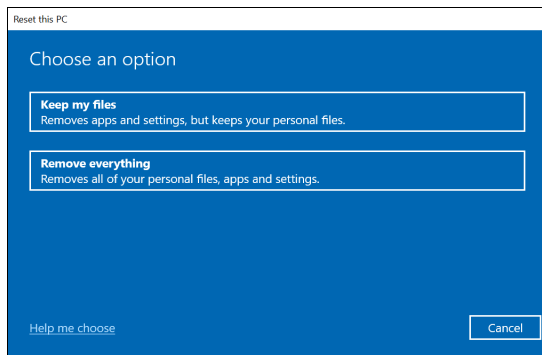 Reset this PC
Choose an option
Keep my files
Removes apps and settings, but keeps your personal files.
Remove everything
Removes all of your personal files, apps and settings.
Help me choose
Cancel